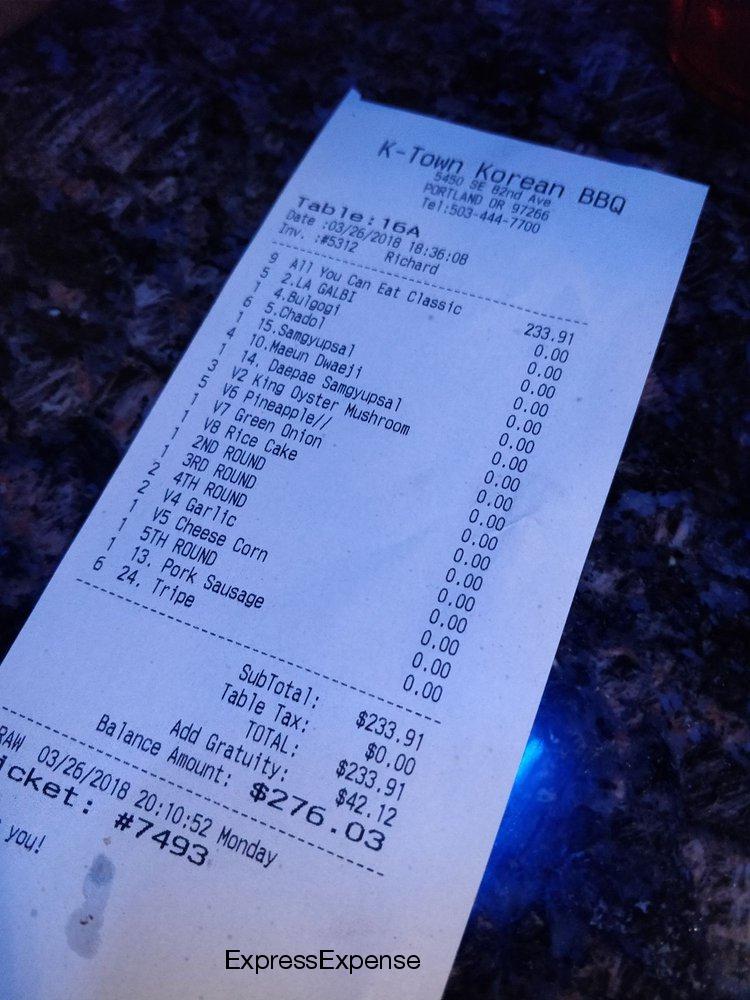 K-Town Korean BBQ
5450 SE 82nd Ave
PORTLAND OR 97266
Tel:503-444-7700
Table:16A
Date :03/26/2018 18:36:08
Inv. :#5312 Richard
9 All You Can Eat Classic 233.91
5 2.LA GALBI 0.00
1 4.Bulgogi 0.00
6 5.Chadol 0.00
1 15.Samgyupsal 0.00
4 10.Maeun Dwaeji 0.00
1 14. Daepae Samgyupsal 0.00
3 V2 King Oyster Mushroom 0.00
5 V6 Pineapple// 0.00
1 V7 Green Onion 0.00
1 V8 Rice Cake 0.00
1 2ND ROUND 0.00
1 3RD ROUND 0.00
2 4TH ROUND 0.00
2 V4 Garlic 0.00
1 V5 Cheese Corn 0.00
1 5TH ROUND 0.00
1 13. Pork Sausage 0.00
6 24. Tripe 0.00
SubTotal: $233.91
Table Tax: $0.00
TOTAL: $233.91
Add Gratuity: $42.12
Balance Amount: $276.03
RAW 03/26/2018 20:10:52 Monday
icket: #7493
you!
ExpressExpense